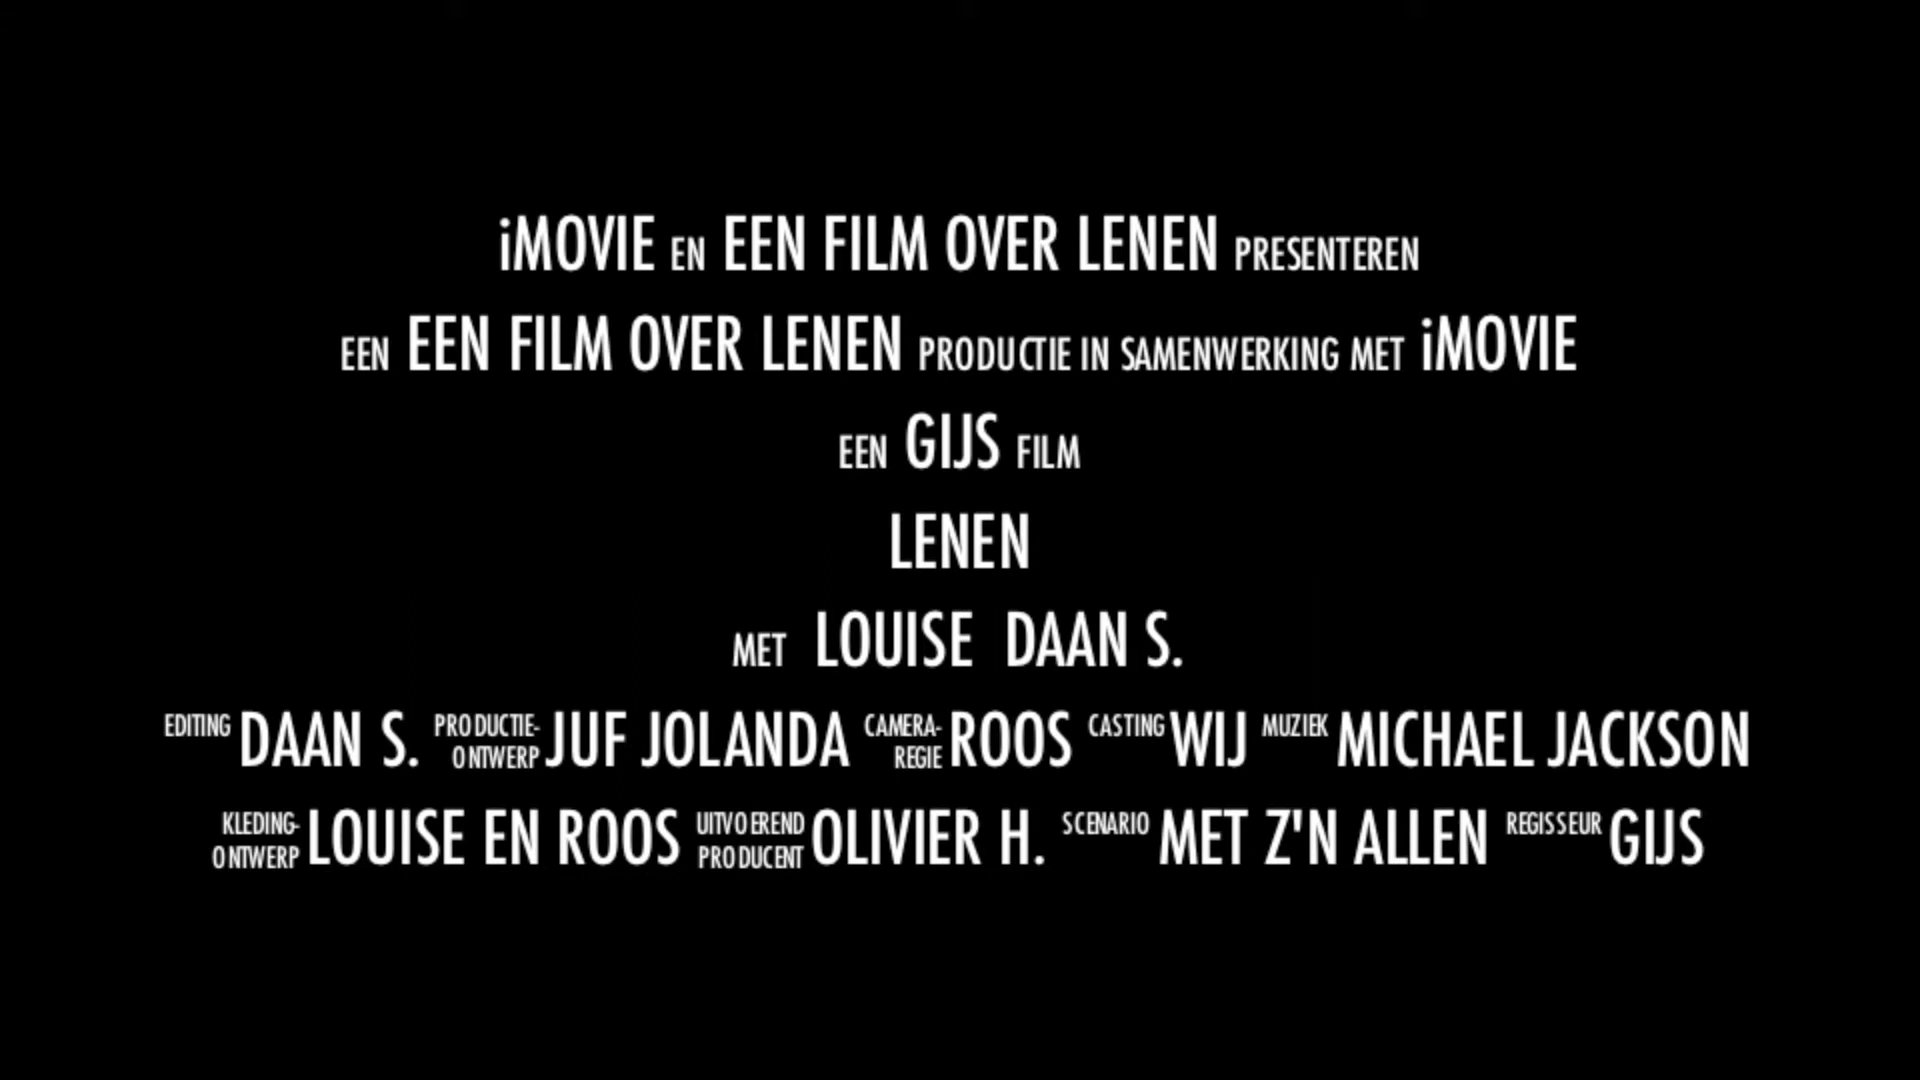 iMOVIE EN EEN FILM OVER LENEN PRESENTEREN
EEN EEN FILM OVER LENEN PRODUCTIE IN SAMENWERKING MET iMOVIE
EEN GIJS FILM
LENEN
MET LOUISE DAAN S.
EDITING DAAN S. PRODUCTIE-ONTWERP JUF JOLANDA CAMERA-REGIE ROOS CASTING WIJ MUZIEK MICHAEL JACKSON
KLEDING-ONTWERP LOUISE EN ROOS UITVOEREND PRODUCENT OLIVIER H. SCENARIO MET Z'N ALLEN REGISSEUR GIJS